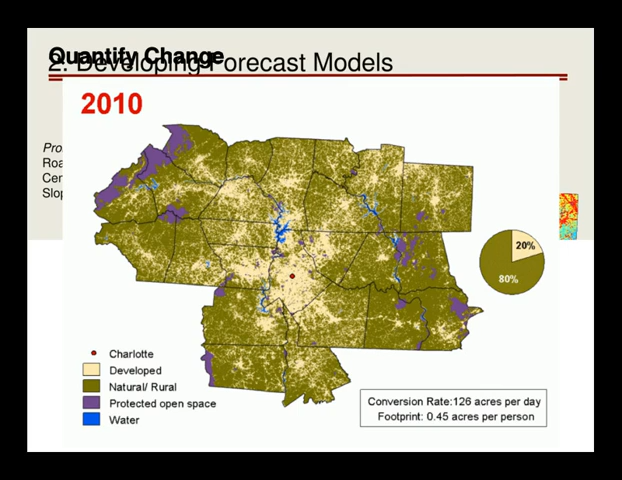 Quantify Change
2. Developing Forecast Models
2010
Pro
Roa
Cen
Slop
20%
80%
Charlotte
Developed
Natural/ Rural
Protected open space
Water
Conversion Rate:126 acres per day
Footprint: 0.45 acres per person